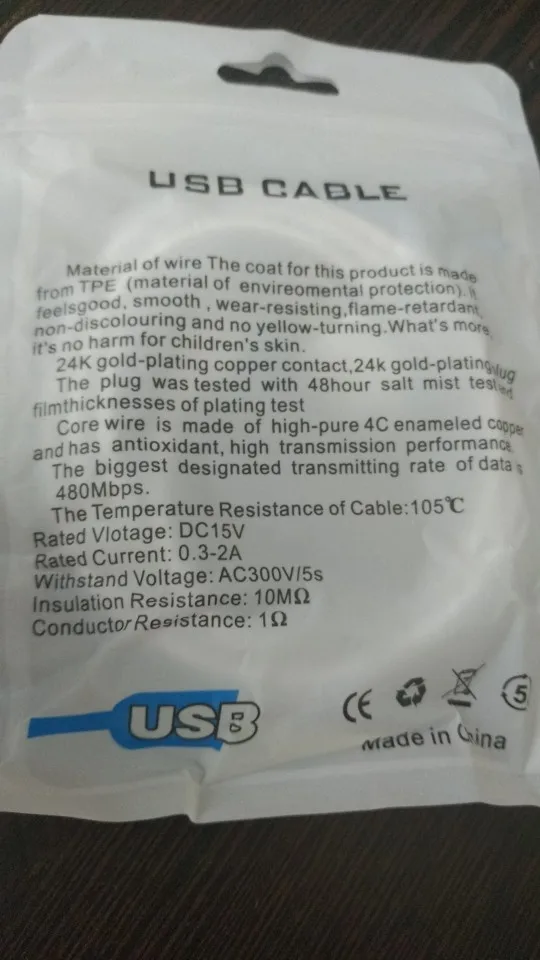 USB CABLE
Material of wire The coat for this product is made
from TPE (material of envireomental protection). It
feelsgood, smooth , wear-resisting,flame-retardant,
non-discolouring and no yellow-turning.What's more,
it's no harm for children's skin.
24K gold-plating copper contact,24k gold-plating plug
The plug was tested with 48hour salt mist test and
filmthicknesses of plating test
Core wire is made of high-pure 4C enameled copper
and has antioxidant, high transmission performance.
The biggest designated transmitting rate of data is
480Mbps.
The Temperature Resistance of Cable:105℃
Rated Vlotage: DC15V
Rated Current: 0.3-2A
Withstand Voltage: AC300V/5s
Insulation Resistance: 10MΩ
Conductor Resistance: 1Ω
USB
CE 5
Made in China